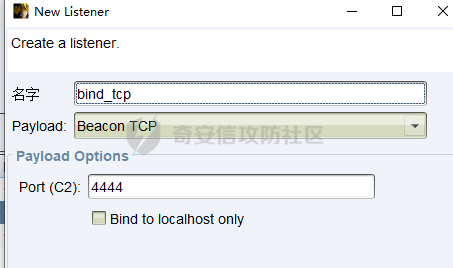 New Listener
Create a listener.
名字 bind_tcp
Payload: Beacon TCP
奇安信攻防社区
Payload Options
Port (C2): 4444
Bind to localhost only